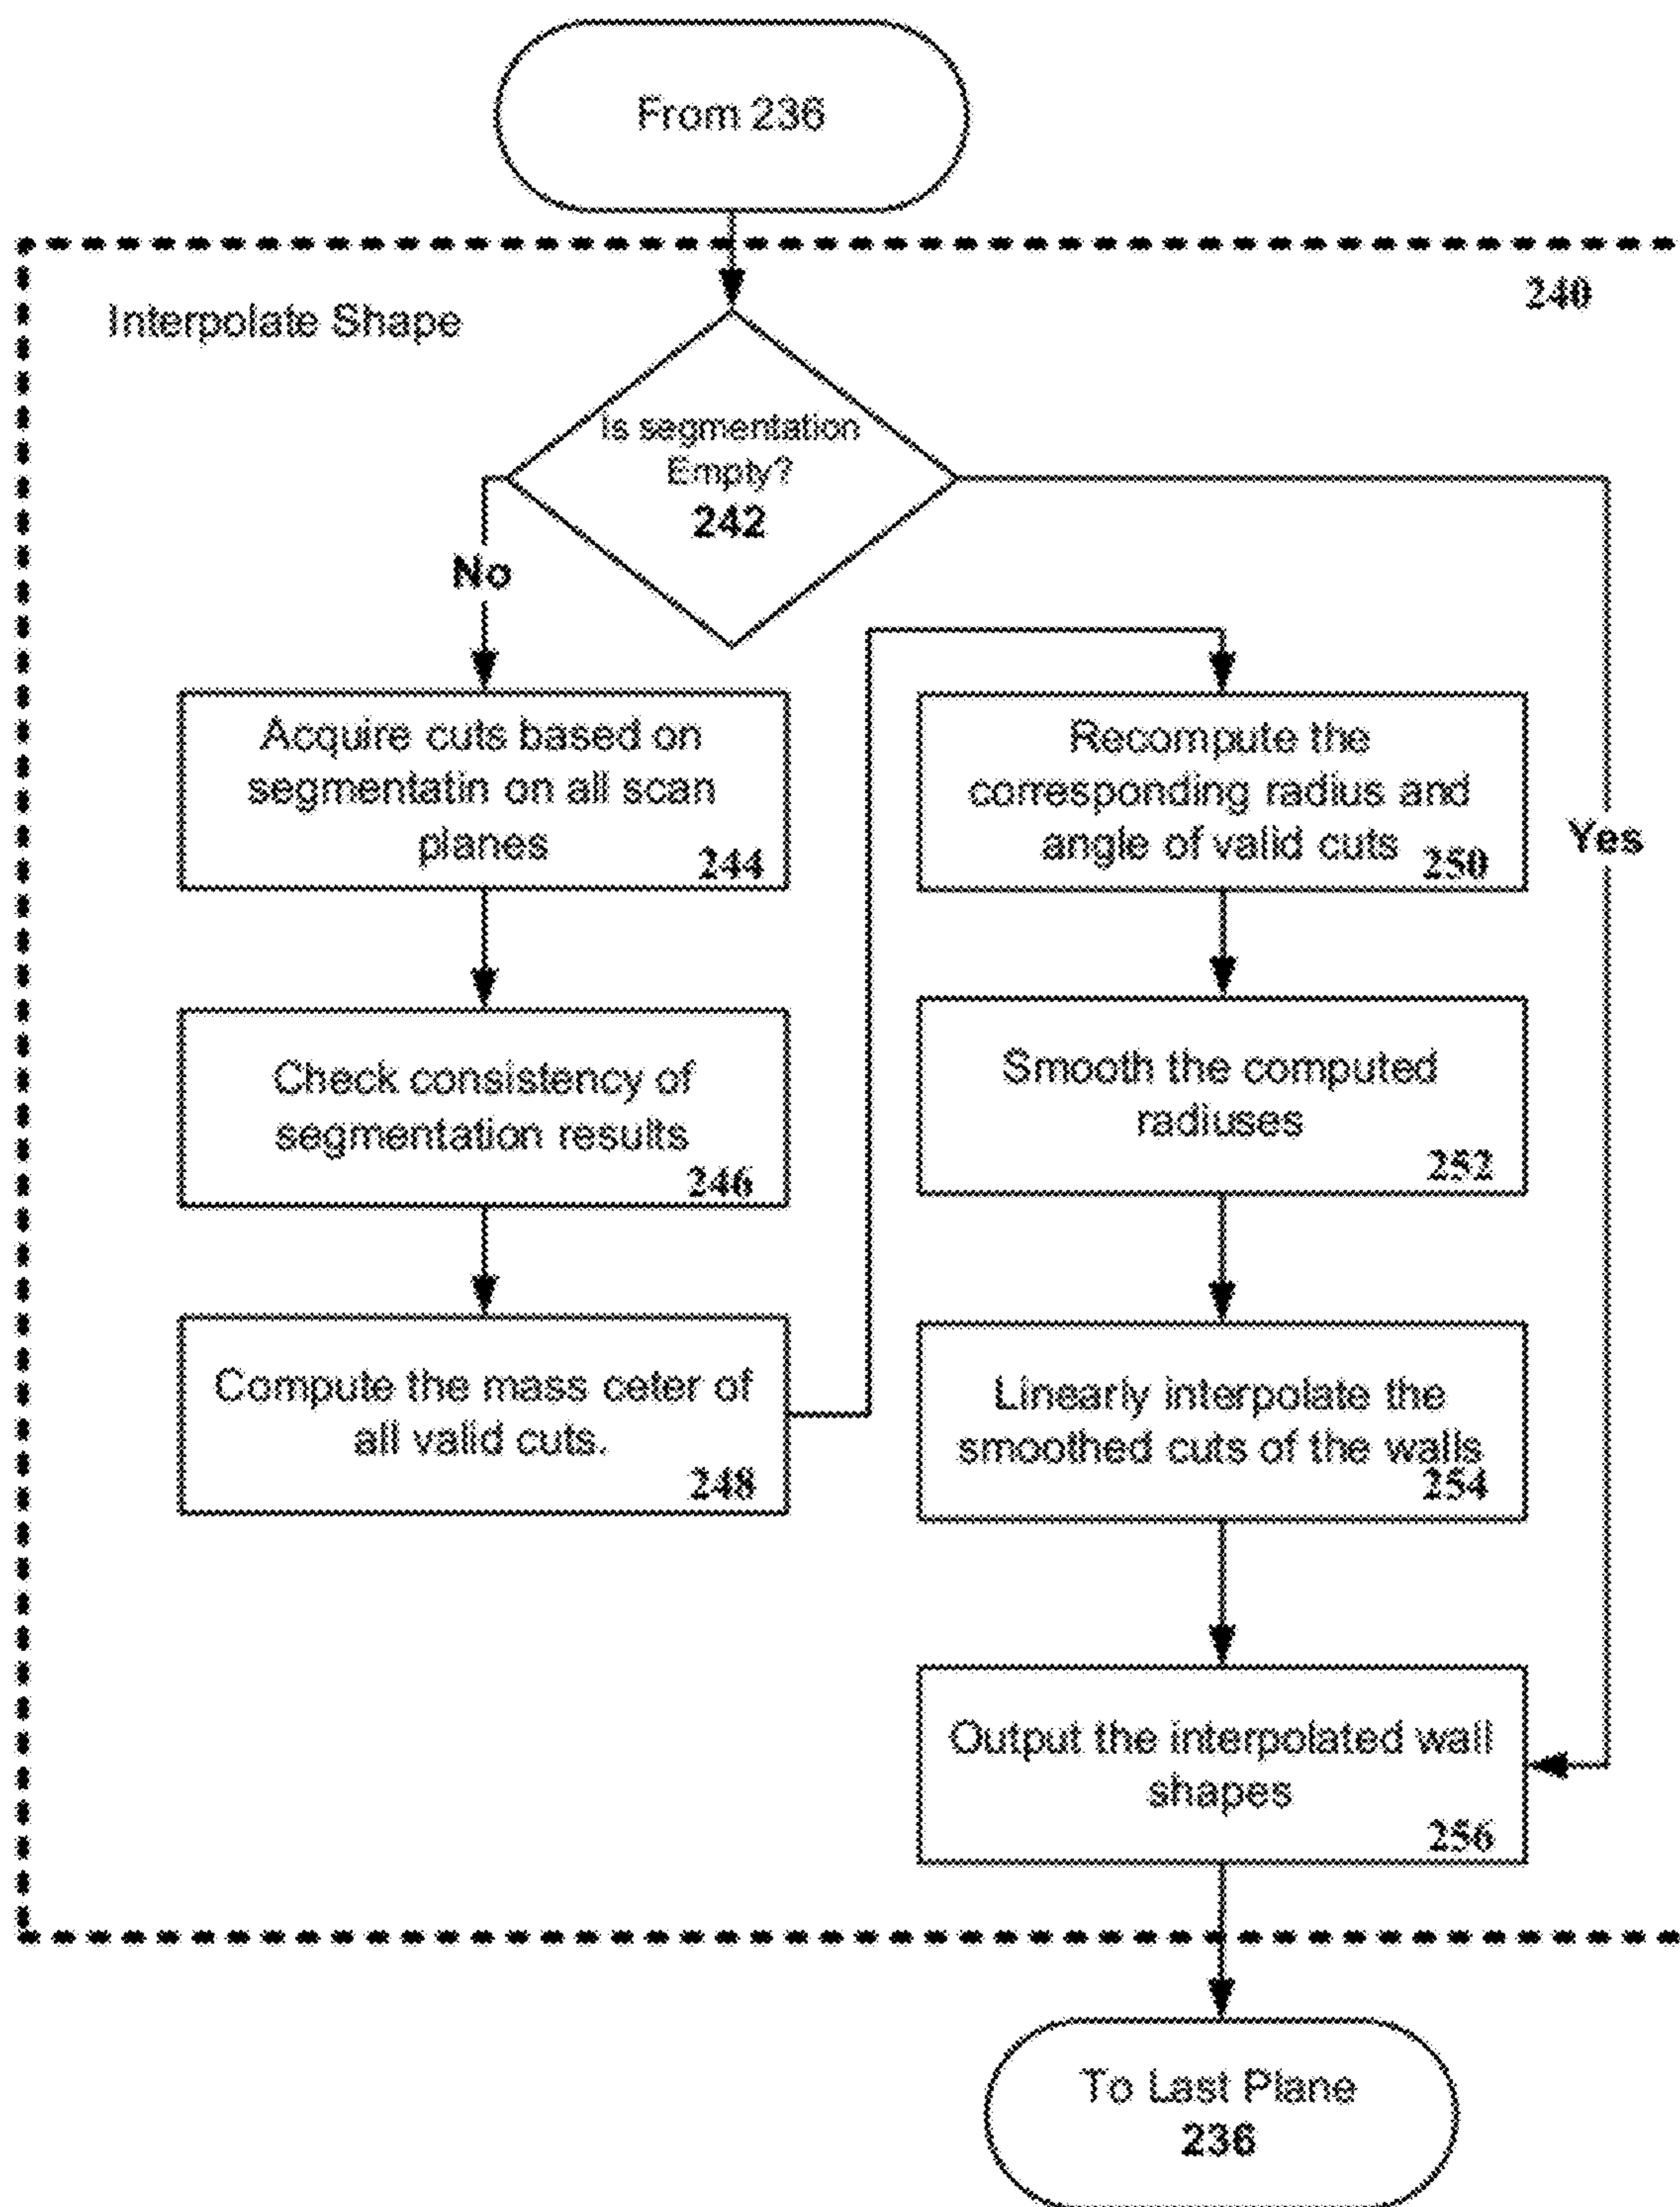 From 236
240
Interpolate Shape
Is segmentation
Empty?
242
No
Yes
Acquire cuts based on
segmentatin on all scan
planes
244
Check consistency of
segmentation results
246
Compute the mass ceter of
all valid cuts.
248
Recompute the
corresponding radius and
angle of valid cuts
250
Smooth the computed
radiuses
252
Linearly interpolate the
smoothed cuts of the walls
254
Output the interpolated wall
shapes
256
To Last Plane
236